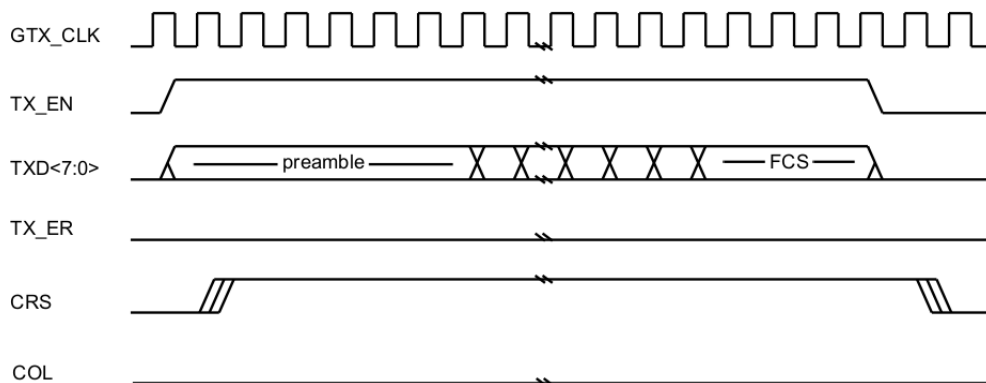 GTX_CLK
TX_EN
TXD<7:0>
preamble
FCS
TX_ER
CRS
COL